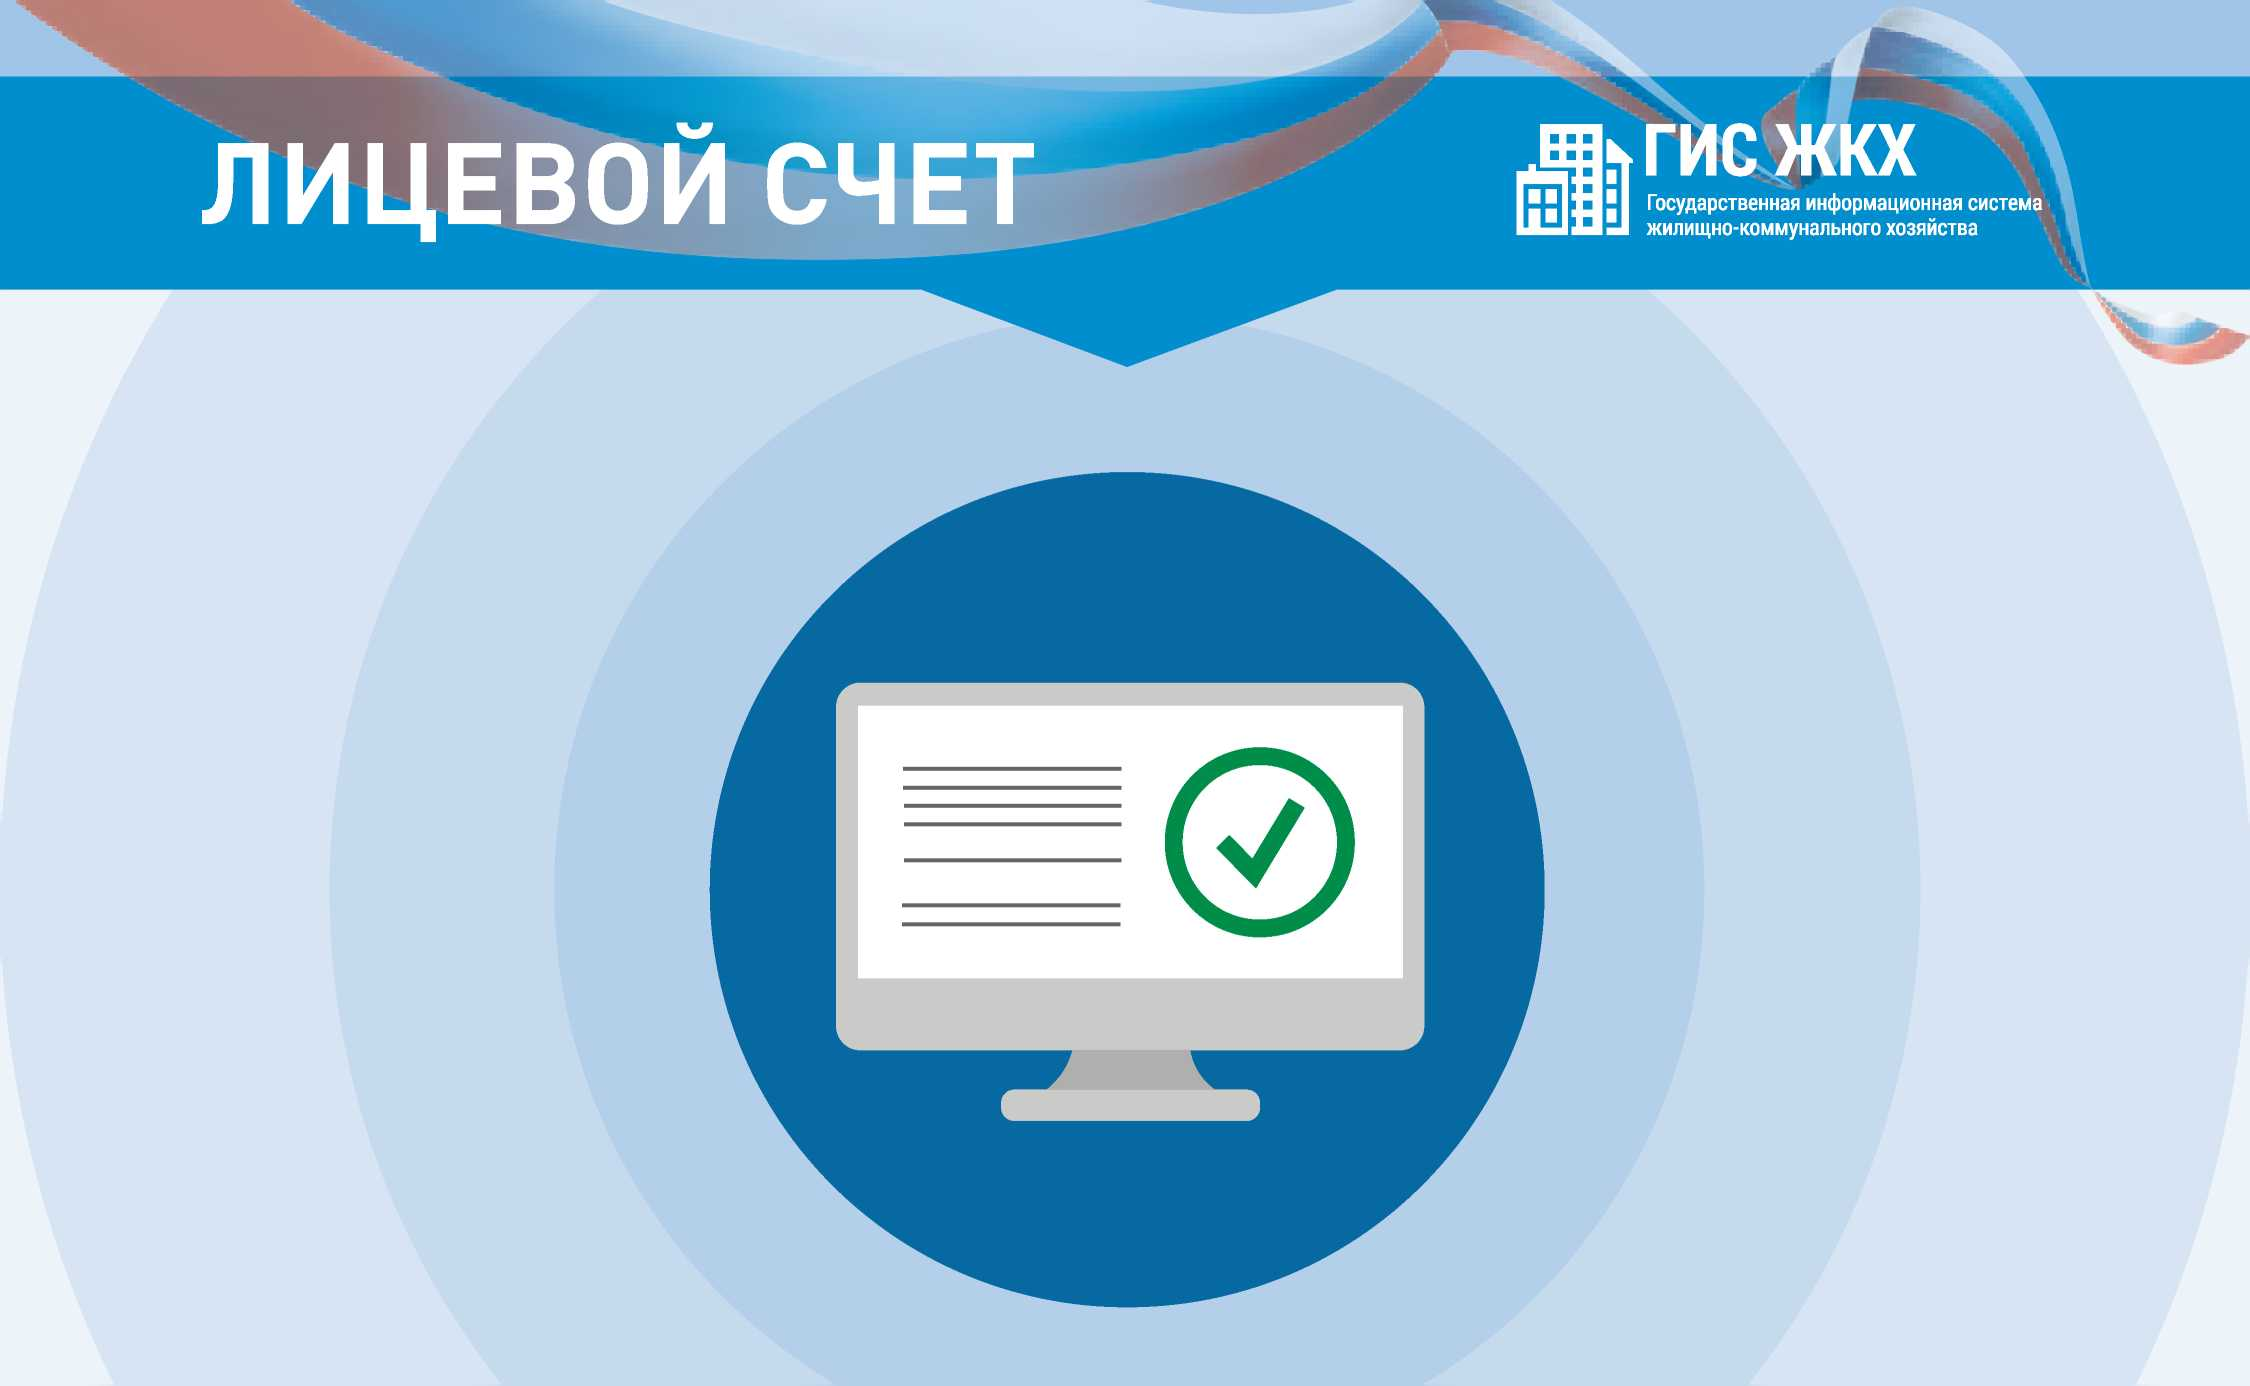 ЛИЦЕВОЙ СЧЕТ
ГИС ЖКХ
Государственная информационная система
жилищно-коммунального хозяйства